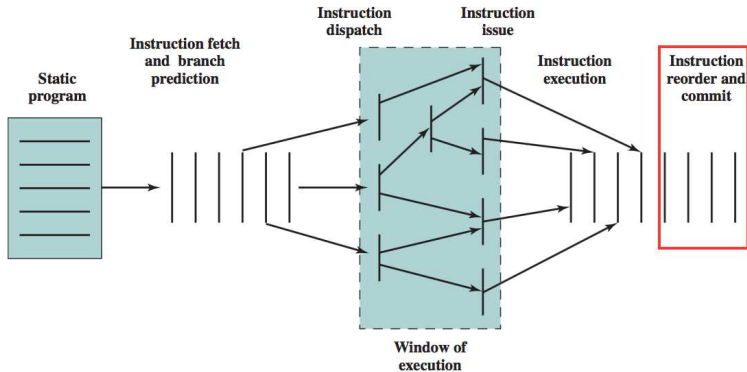 Static
program
Instruction fetch
and branch
prediction
Instruction
dispatch
Instruction
issue
Instruction
execution
Instruction
reorder and
commit
Window of
execution